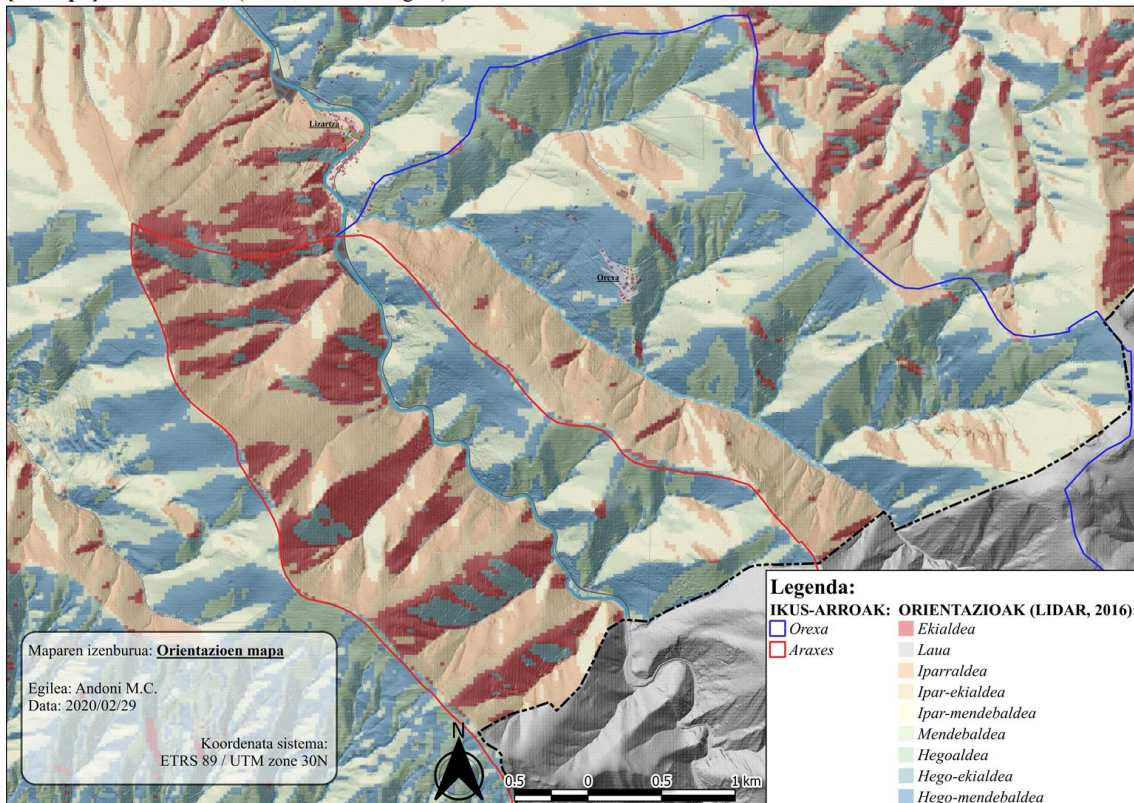 Lizartza
Orexa
Maparen izenburua: Orientazioen mapa
Egilea: Andoni M.C.
Data: 2020/02/29
Koordenata sistema:
ETRS 89 / UTM zone 30N
N
0.5 0 0.5 1 km
Legenda:
IKUS-ARROAK: ORIENTAZIOAK (LIDAR, 2016):
Orexa
Araxes
Ekialdea
Laua
Iparraldea
Ipar-ekialdea
Ipar-mendebaldea
Mendebaldea
Hegoaldea
Hego-ekialdea
Hego-mendebaldea